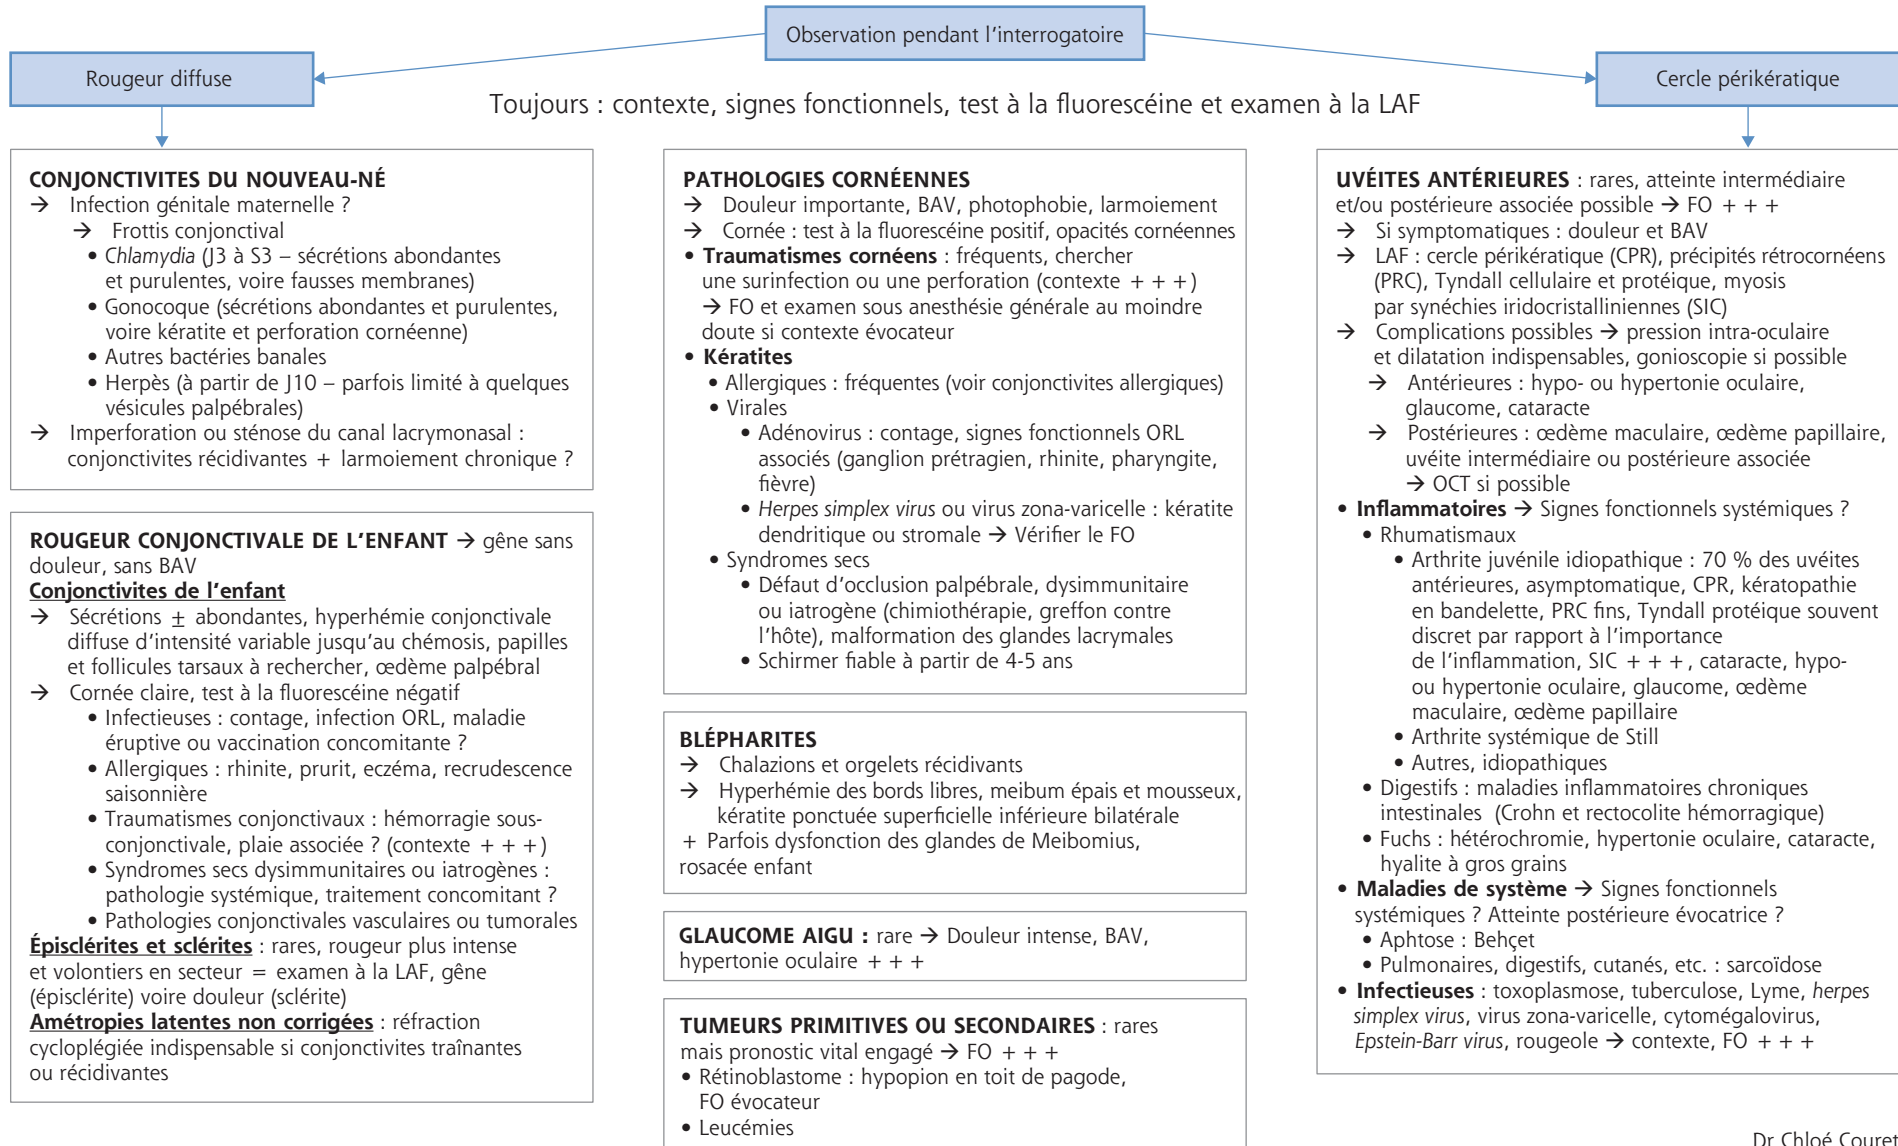 Observation pendant l'interrogatoire
Rougeur diffuse
Cercle périkératique
Toujours : contexte, signes fonctionnels, test à la fluorescéine et examen à la LAF
CONJONCTIVITES DU NOUVEAU-NÉ
→ Infection génitale maternelle ?
→ Frottis conjonctival
• Chlamydia (J3 à S3 – sécrétions abondantes
et purulentes, voire fausses membranes)
• Gonocoque (sécrétions abondantes et purulentes,
voire kératite et perforation cornéenne)
• Autres bactéries banales
• Herpès (à partir de J10 – parfois limité à quelques
vésicules palpébrales)
→ Imperforation ou sténose du canal lacrymonasal :
conjonctivites récidivantes + larmoiement chronique ?
ROUGEUR CONJONCTIVALE DE L'ENFANT → gêne sans
douleur, sans BAV
Conjonctivites de l'enfant
→ Sécrétions ± abondantes, hyperhémie conjonctivale
diffuse d'intensité variable jusqu'au chémosis, papilles
et follicules tarsaux à rechercher, œdème palpébral
→ Cornée claire, test à la fluorescéine négatif
• Infectieuses : contage, infection ORL, maladie
éruptive ou vaccination concomitante ?
• Allergiques : rhinite, prurit, eczéma, recrudescence
saisonnière
• Traumatismes conjonctivaux : hémorragie sous-
conjonctivale, plaie associée ? (contexte + + +)
• Syndromes secs dysimmunitaires ou iatrogènes :
pathologie systémique, traitement concomitant ?
• Pathologies conjonctivales vasculaires ou tumorales
Épisclérites et sclérites : rares, rougeur plus intense
et volontiers en secteur = examen à la LAF, gêne
(épisclérite) voire douleur (sclérite)
Amétropies latentes non corrigées : réfraction
cycloplégiée indispensable si conjonctivites traînantes
ou récidivantes
PATHOLOGIES CORNÉENNES
→ Douleur importante, BAV, photophobie, larmoiement
→ Cornée : test à la fluorescéine positif, opacités cornéennes
• Traumatismes cornéens : fréquents, chercher
une surinfection ou une perforation (contexte + + +)
→ FO et examen sous anesthésie générale au moindre
doute si contexte évocateur
• Kératites
• Allergiques : fréquentes (voir conjonctivites allergiques)
• Virales
• Adénovirus : contage, signes fonctionnels ORL
associés (ganglion prétragien, rhinite, pharyngite,
fièvre)
• Herpes simplex virus ou virus zona-varicelle : kératite
dendritique ou stromale → Vérifier le FO
• Syndromes secs
• Défaut d'occlusion palpébrale, dysimmunitaire
ou iatrogène (chimiothérapie, greffon contre
l'hôte), malformation des glandes lacrymales
• Schirmer fiable à partir de 4-5 ans
BLÉPHARITES
→ Chalazions et orgelets récidivants
→ Hyperhémie des bords libres, meibum épais et mousseux,
kératite ponctuée superficielle inférieure bilatérale
+ Parfois dysfonction des glandes de Meibomius,
rosacée enfant
GLAUCOME AIGU : rare → Douleur intense, BAV,
hypertonie oculaire + + +
TUMEURS PRIMITIVES OU SECONDAIRES : rares
mais pronostic vital engagé → FO + + +
• Rétinoblastome : hypopion en toit de pagode,
FO évocateur
• Leucémies
UVÉITES ANTÉRIEURES : rares, atteinte intermédiaire
et/ou postérieure associée possible → FO + + +
→ Si symptomatiques : douleur et BAV
→ LAF : cercle périkératique (CPR), précipités rétrocornéens
(PRC), Tyndall cellulaire et protéique, myosis
par synéchies iridocristalliniennes (SIC)
→ Complications possibles → pression intra-oculaire
et dilatation indispensables, gonioscopie si possible
→ Antérieures : hypo- ou hypertonie oculaire,
glaucome, cataracte
→ Postérieures : œdème maculaire, œdème papillaire,
uvéite intermédiaire ou postérieure associée
→ OCT si possible
• Inflammatoires → Signes fonctionnels systémiques ?
• Rhumatismaux
• Arthrite juvénile idiopathique : 70 % des uvéites
antérieures, asymptomatique, CPR, kératopathie
en bandelette, PRC fins, Tyndall protéique souvent
discret par rapport à l'importance
de l'inflammation, SIC + + +, cataracte, hypo-
ou hypertonie oculaire, glaucome, œdème
maculaire, œdème papillaire
• Arthrite systémique de Still
• Autres, idiopathiques
• Digestifs : maladies inflammatoires chroniques
intestinales (Crohn et rectocolite hémorragique)
• Fuchs : hétérochromie, hypertonie oculaire, cataracte,
hyalite à gros grains
• Maladies de système → Signes fonctionnels
systémiques ? Atteinte postérieure évocatrice ?
• Aphtose : Behçet
• Pulmonaires, digestifs, cutanés, etc. : sarcoïdose
• Infectieuses : toxoplasmose, tuberculose, Lyme, herpes
simplex virus, virus zona-varicelle, cytomégalovirus,
Epstein-Barr virus, rougeole → contexte, FO + + +
Dr Chloé Couret